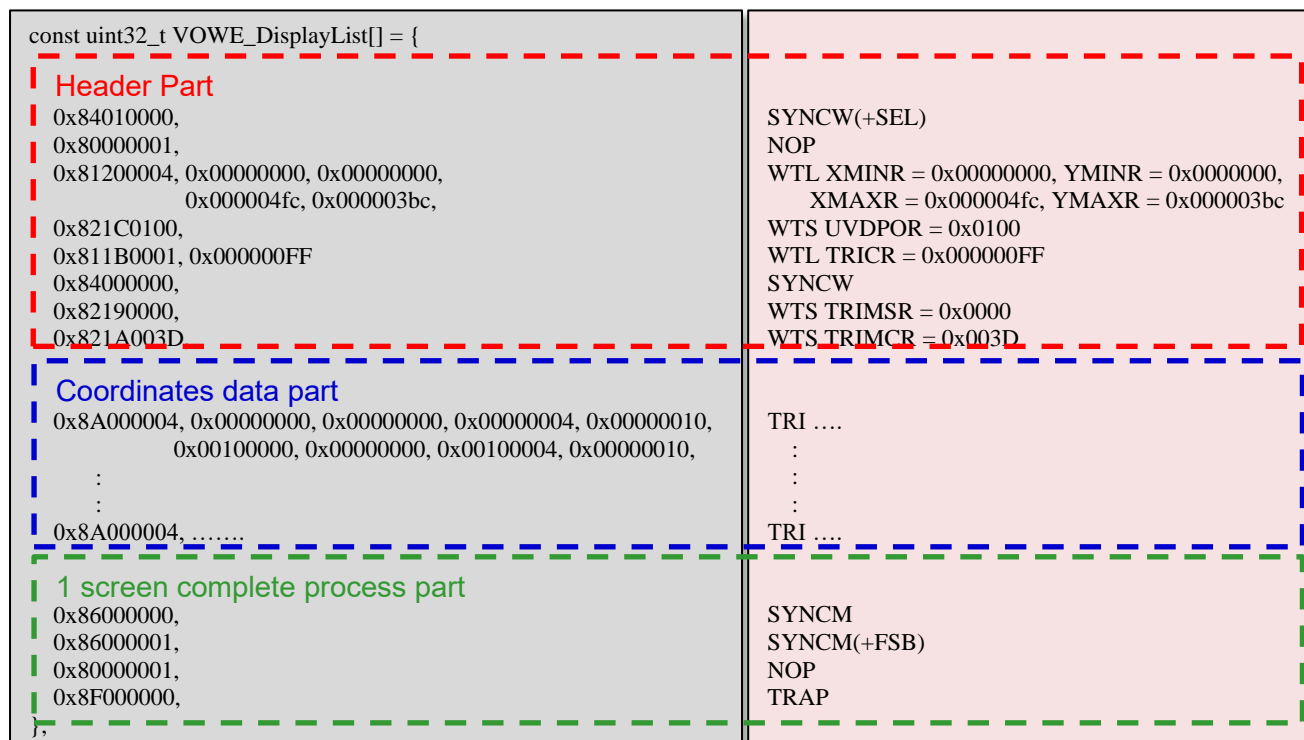 const uint32_t VOWE_DisplayList[] = {
Header Part
0x84010000, SYNCW(+SEL)
0x80000001, NOP
0x81200004, 0x00000000, 0x00000000, WTL XMINR = 0x00000000, YMINR = 0x0000000,
0x000004fc, 0x000003bc, XMAXR = 0x000004fc, YMAXR = 0x000003bc
0x821C0100, WTS UVDPOR = 0x0100
0x811B0001, 0x000000FF WTL TRICR = 0x000000FF
0x84000000, SYNCW
0x82190000, WTS TRIMSR = 0x0000
0x821A003D, WTS TRIMCR = 0x003D
Coordinates data part
0x8A000004, 0x00000000, 0x00000000, 0x00000004, 0x00000010, TRI ….
0x00100000, 0x00000000, 0x00100004, 0x00000010, :
: :
: :
0x8A000004, ……. TRI ….
1 screen complete process part
0x86000000, SYNCM
0x86000001, SYNCM(+FSB)
0x80000001, NOP
0x8F000000, TRAP
};